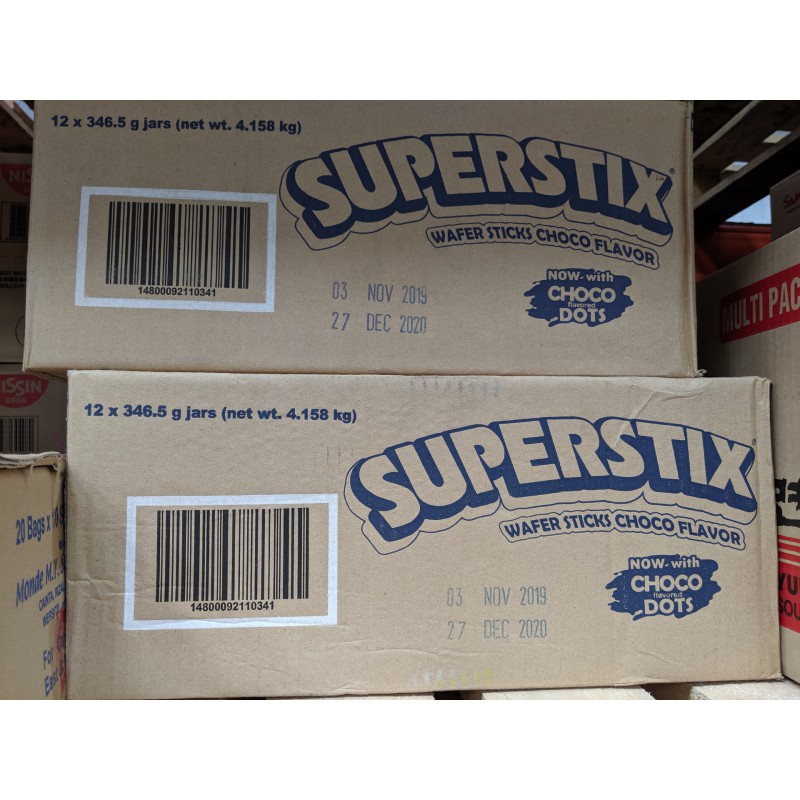 12 x 346.5 g jars (net wt. 4.158 kg)
SUPERSTIX®
WAFER STICKS CHOCO FLAVOR
14800092110341
03 NOV 2019
27 DEC 2020
NOW with
CHOCO
flavored
DOTS
NISSIN
12 x 346.5 g jars (net wt. 4.158 kg)
SUPERSTIX
WAFER STICKS CHOCO FLAVOR
14800092110341
03 NOV 2019
27 DEC 2020
NOW with
CHOCO
flavored
DOTS
MULTI PAC
20 Bags x
Monde M.Y.